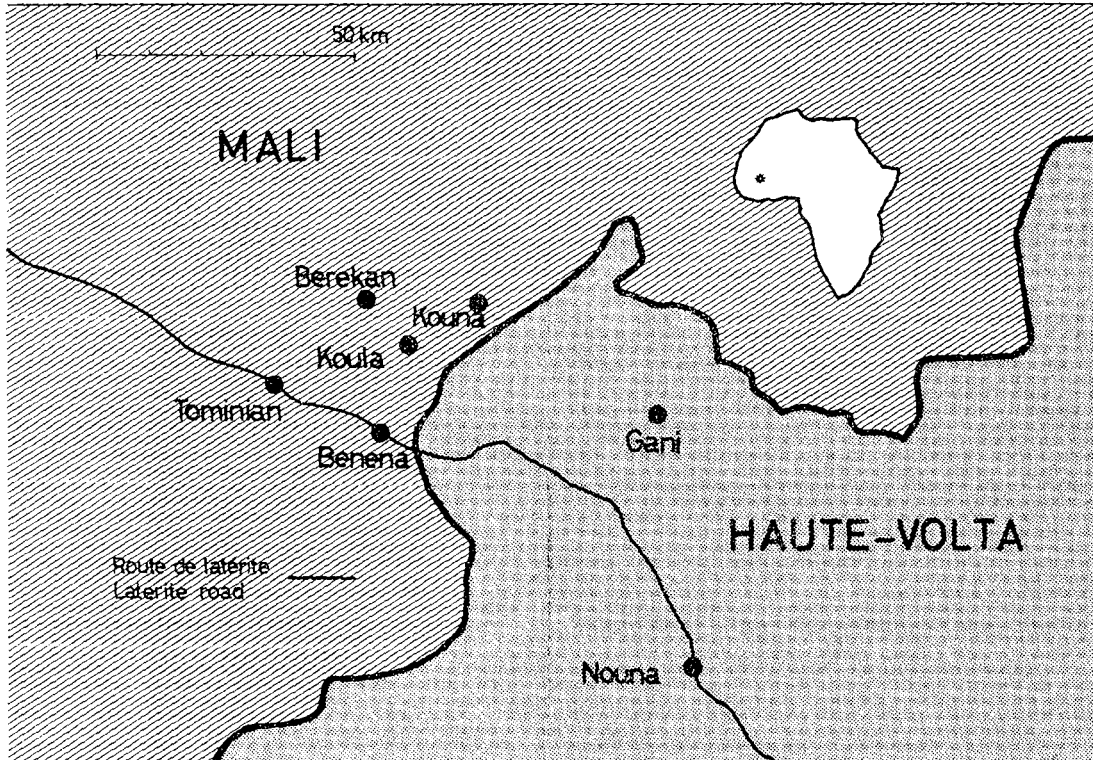 50 km
MALI
Berekan
Kouna
Koula
Tominian
Gani
Benena
HAUTE-VOLTA
Route de latérite
Laterite road
Nouna